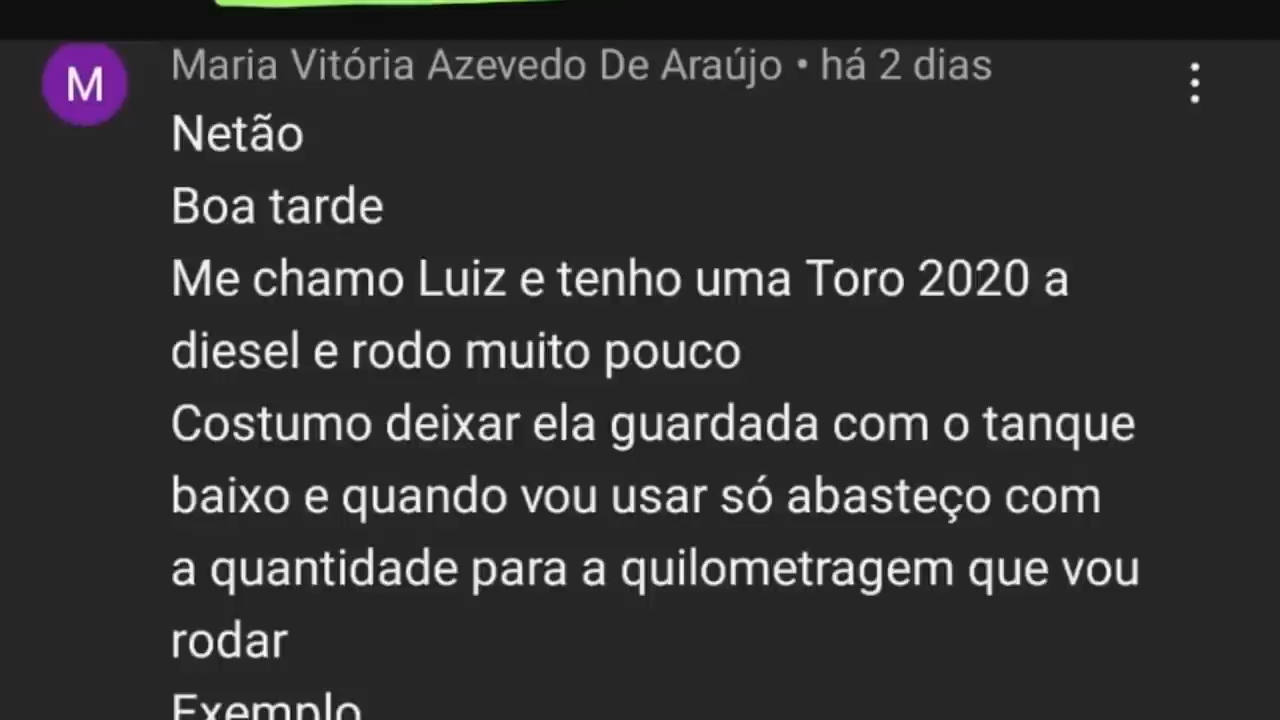 M
Maria Vitória Azevedo De Araújo • há 2 dias
Netão
Boa tarde
Me chamo Luiz e tenho uma Toro 2020 a
diesel e rodo muito pouco
Costumo deixar ela guardada com o tanque
baixo e quando vou usar só abasteço com
a quantidade para a quilometragem que vou
rodar
Exemplo